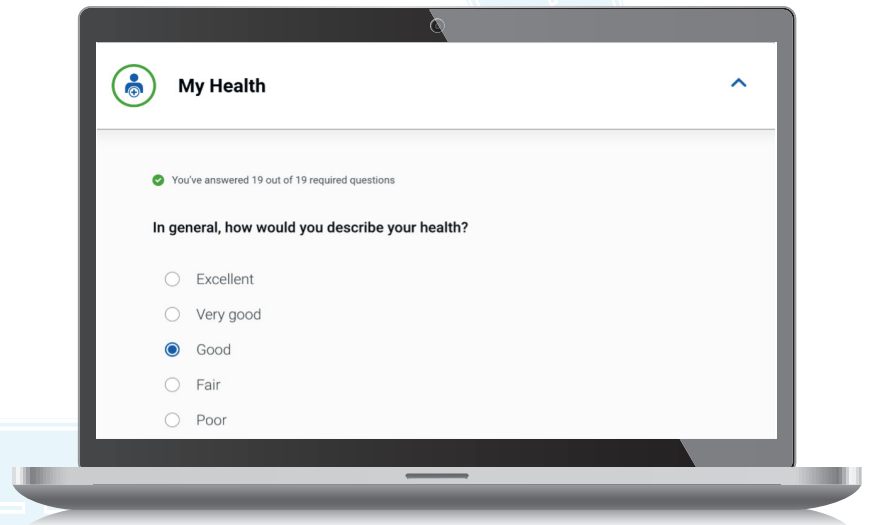 My Health
You've answered 19 out of 19 required questions
In general, how would you describe your health?
Excellent
Very good
Good
Fair
Poor